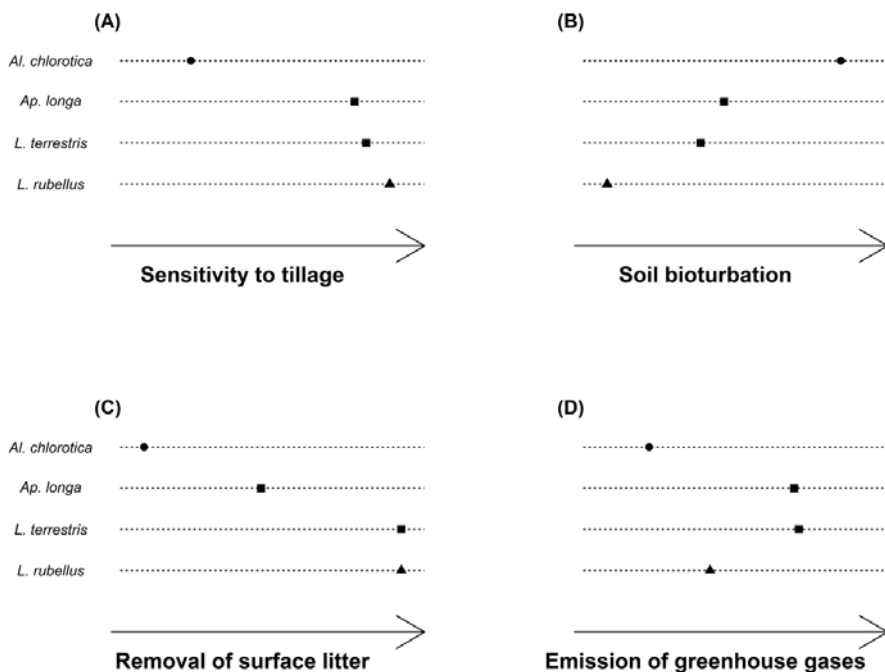 (A)
Al. chlorotica
Ap. longa
L. terrestris
L. rubellus
Sensitivity to tillage
(B)
Soil bioturbation
(C)
Al. chlorotica
Ap. longa
L. terrestris
L. rubellus
Removal of surface litter
(D)
Emission of greenhouse gases